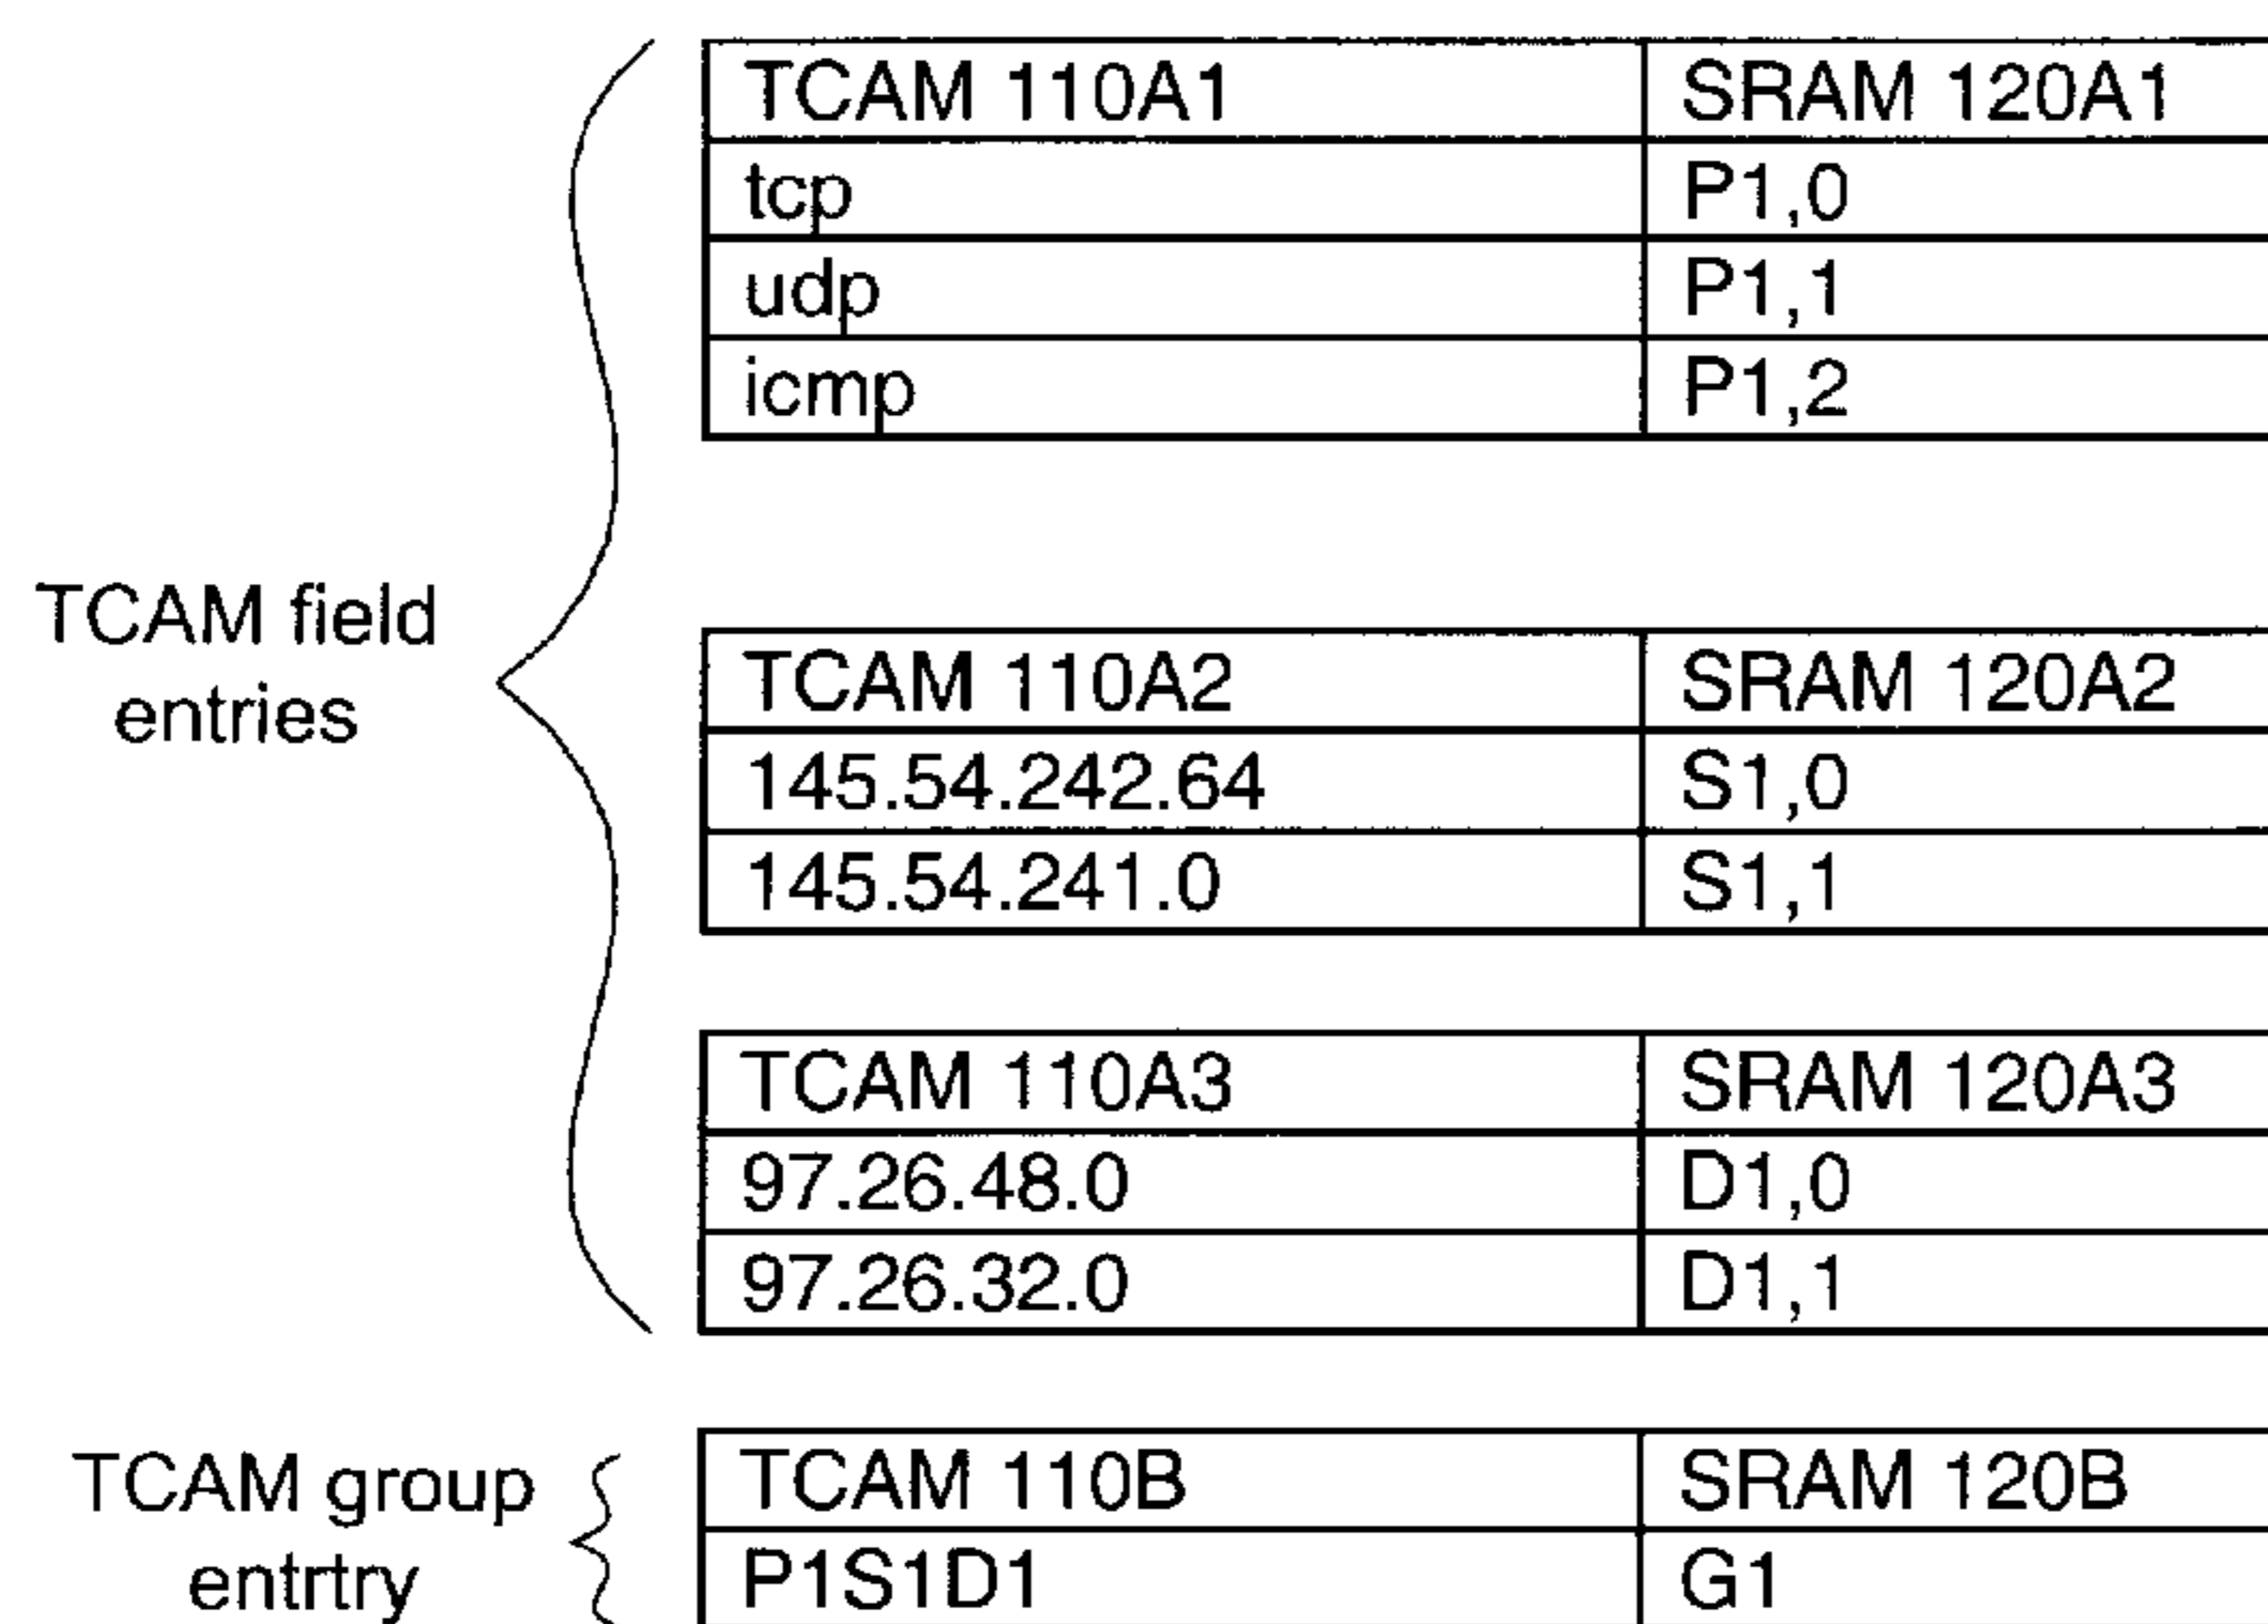 TCAM 110A1 SRAM 120A1
tcp P1,0
udp P1,1
icmp P1,2
TCAM field
entries
TCAM 110A2 SRAM 120A2
145.54.242.64 S1,0
145.54.241.0 S1,1
TCAM 110A3 SRAM 120A3
97.26.48.0 D1,0
97.26.32.0 D1,1
TCAM group
entrtry
TCAM 110B SRAM 120B
P1S1D1 G1